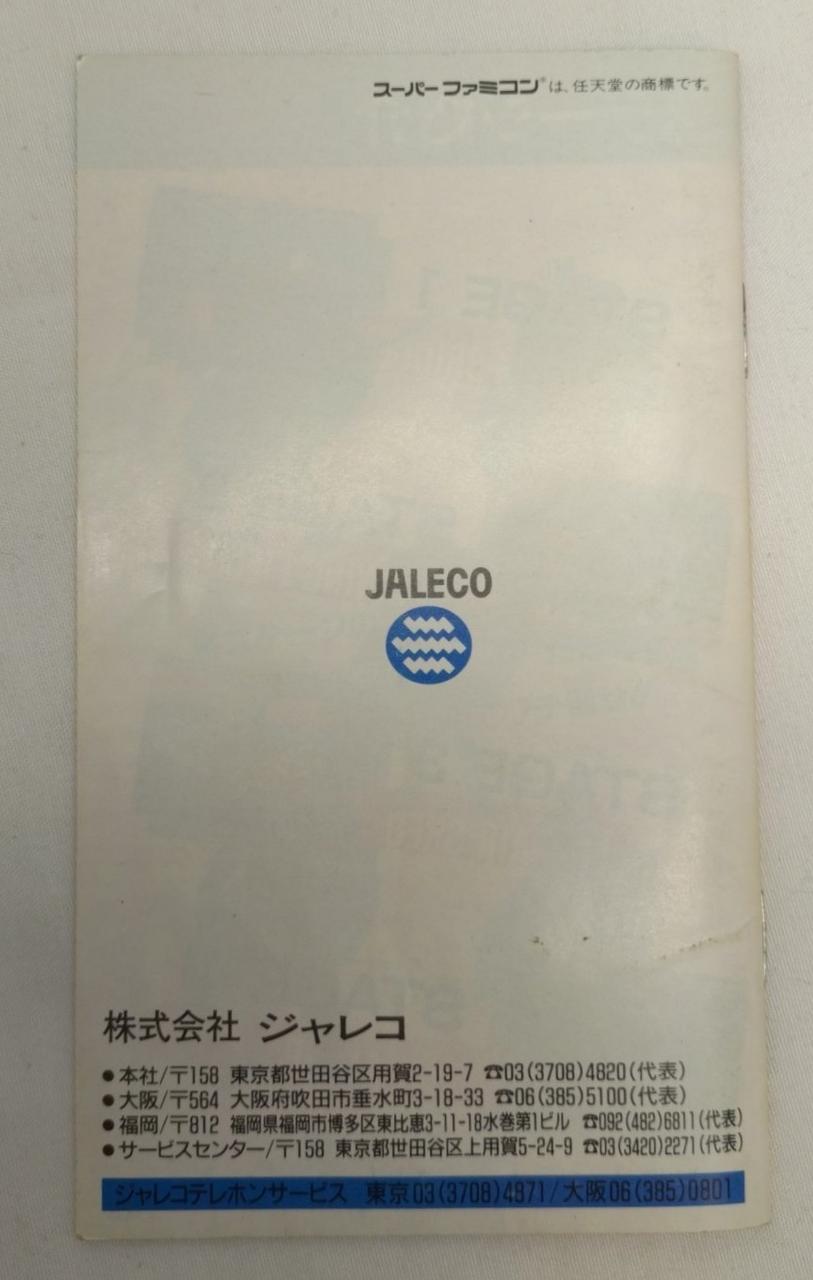 スーパーファミコン®は、任天堂の商標です。
JALECO
株式会社 ジャレコ
●本社/〒158 東京都世田谷区用賀2-19-7 ☎03(3708)4820(代表)
●大阪/〒564 大阪府吹田市垂水町3-18-33 ☎06(385)5100(代表)
●福岡/〒812 福岡県福岡市博多区東比恵3-11-18水巻第1ビル ☎092(482)6811(代表)
●サービスセンター/〒158 東京都世田谷区上用賀5-24-9 ☎03(3420)2271(代表)
ジャレコテレホンサービス 東京03(3708)4871/大阪06(385)0801